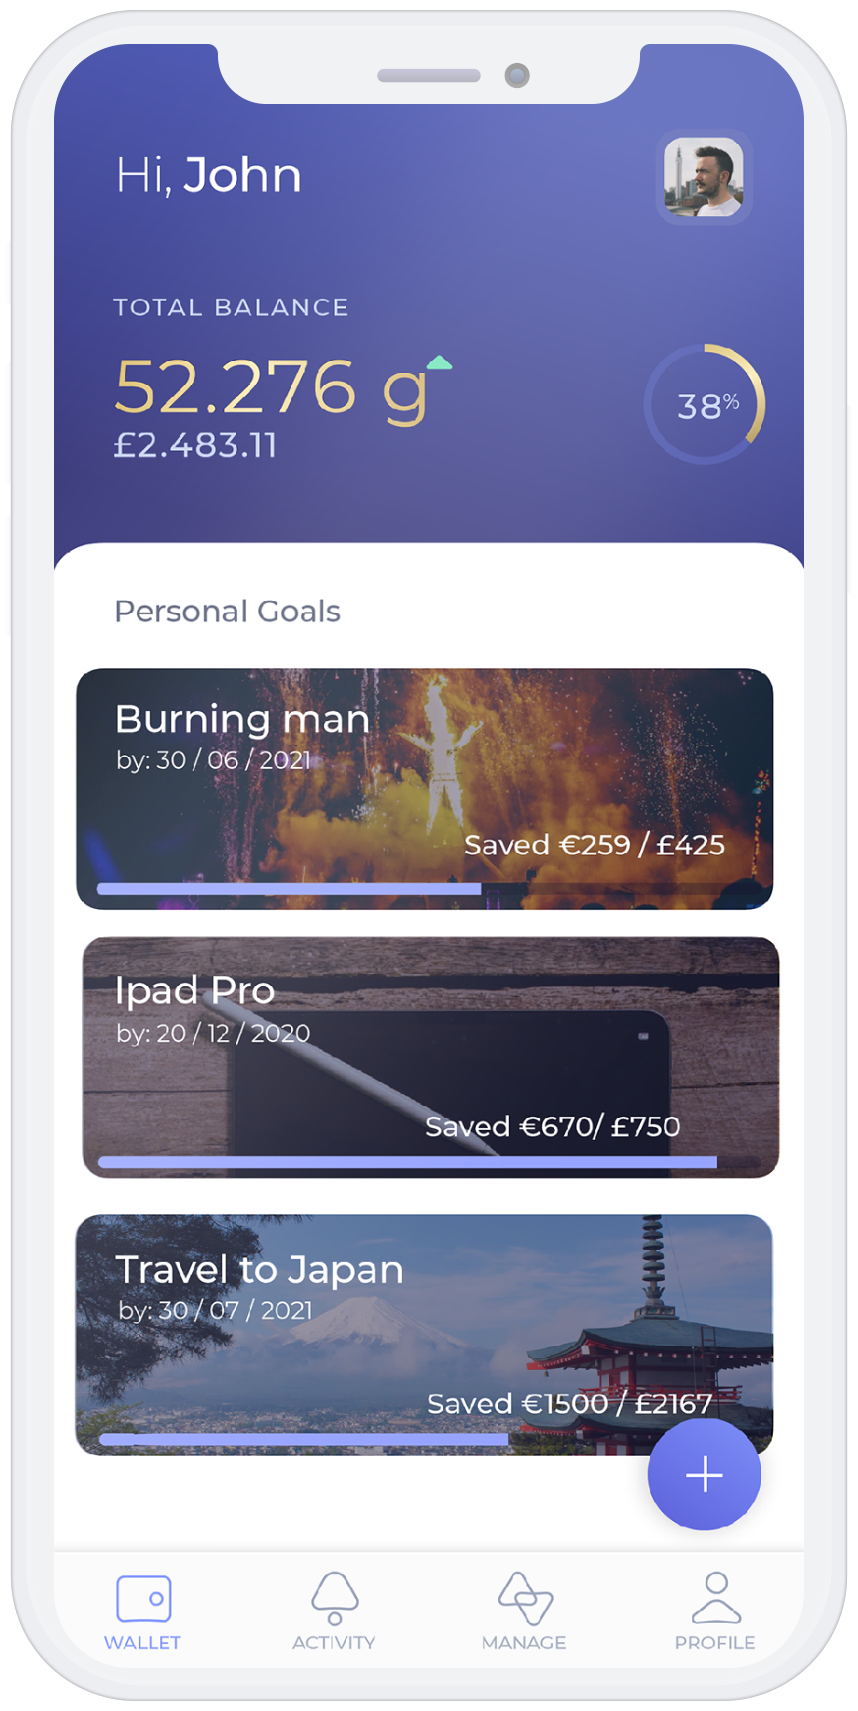 Hi, John
TOTAL BALANCE
52.276 g
£2.483.11
38%
Personal Goals
Burning man
by: 30 / 06 / 2021
Saved €259 / £425
Ipad Pro
by: 20 / 12 / 2020
Saved €670/ £750
Travel to Japan
by: 30 / 07 / 2021
Saved €1500 / £2167
WALLET
ACTIVITY
MANAGE
PROFILE